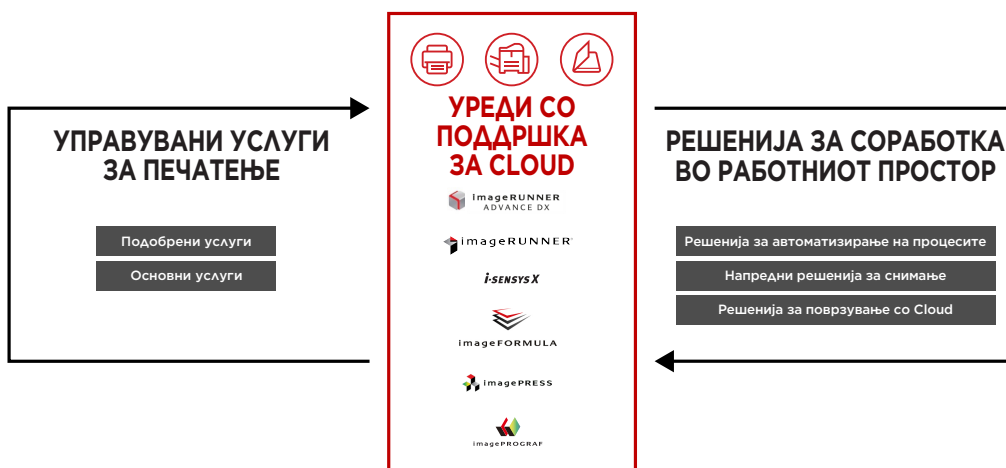 УПРАВУВАНИ УСЛУГИ
ЗА ПЕЧАТЕЊЕ
Подобрени услуги
Основни услуги
УРЕДИ СО
ПОДДРШКА
ЗА CLOUD
imageRUNNER
ADVANCE DX
imageRUNNER
i-SENSYS X
imageFORMULA
imagePRESS
imagePROGRAF
РЕШЕНИЈА ЗА СОРАБОТКА
ВО РАБОТНИОТ ПРОСТОР
Решенија за автоматизирање на процесите
Напредни решенија за снимање
Решенија за поврзување со Cloud